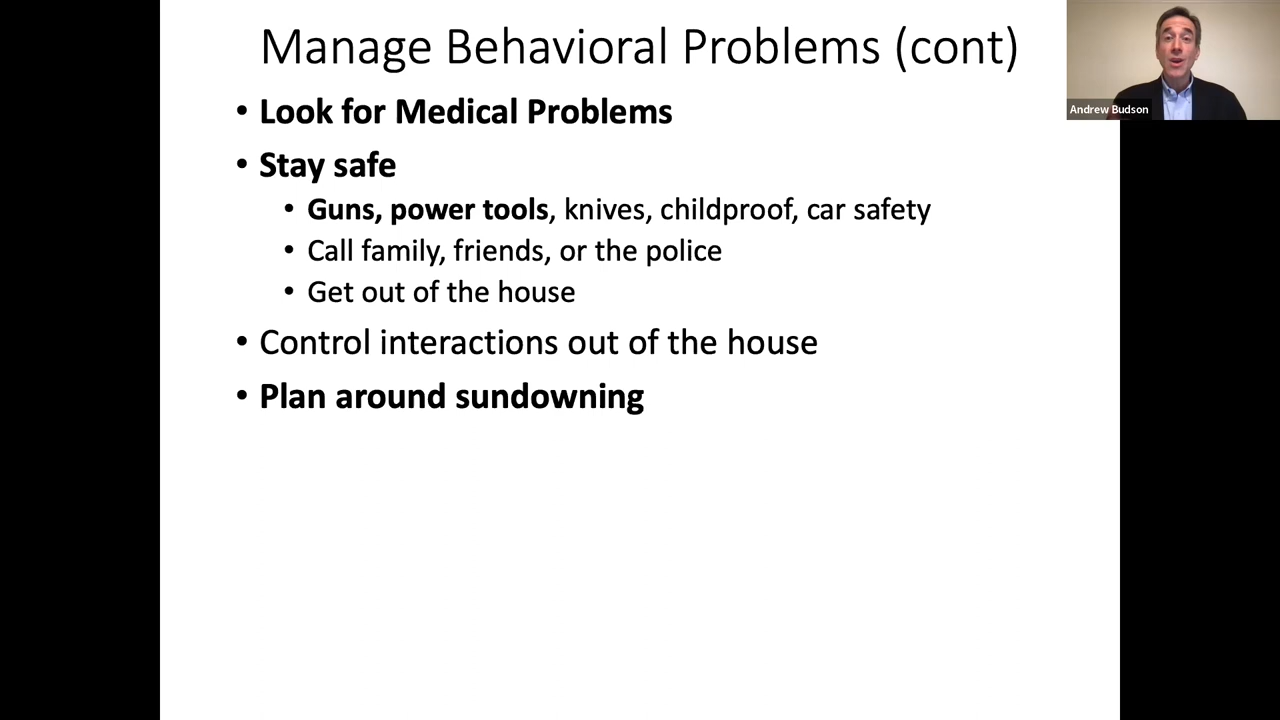 Manage Behavioral Problems (cont)
• Look for Medical Problems
• Stay safe
• Guns, power tools, knives, childproof, car safety
• Call family, friends, or the police
• Get out of the house
• Control interactions out of the house
• Plan around sundowning
Andrew Budson